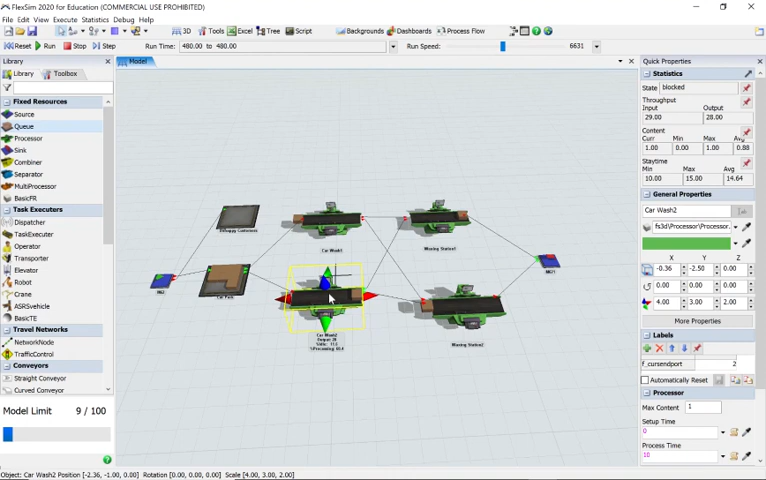 FlexSim 2020 for Education (COMMERCIAL USE PROHIBITED)
File Edit View Execute Statistics Debug Help
3D Tools Excel Tree Script Backgrounds Dashboards Process Flow
Reset Run Stop Step Run Time: 480.00 to 480.00 Run Speed: 6631
Library
Library Toolbox
Fixed Resources
Source
Queue
Processor
Sink
Combiner
Separator
MultiProcessor
BasicFR
Task Executers
Dispatcher
TaskExecuter
Operator
Transporter
Elevator
Robot
Crane
ASRSvehicle
BasicTE
Travel Networks
NetworkNode
TrafficControl
Conveyors
Straight Conveyor
Curved Conveyor
Model Limit 9 / 100
Model
Unhappy Customers
Car Wash1
Waxing Station1
Car Park
Car Wash2
Output 28
Waxing Station2
Quick Properties
Statistics
State blocked
Throughput
Input Output
29.00 28.00
Content
Curr Min Max Avg
1.00 0.00 1.00 0.88
Staytime
Min Max Avg
10.00 15.00 14.64
General Properties
Car Wash2
fs3d\Processor\Processor.
X Y Z
-0.36 -2.50 0.00
0.00 0.00 0.00
4.00 3.00 2.00
More Properties
Labels
f_cursendport 2
Automatically Reset
Processor
Max Content 1
Setup Time
0
Process Time
10
Object: Car Wash2 Position [-2.36, -1.00, 0.00] Rotation [0.00, 0.00, 0.00] Scale [4.00, 3.00, 2.00]